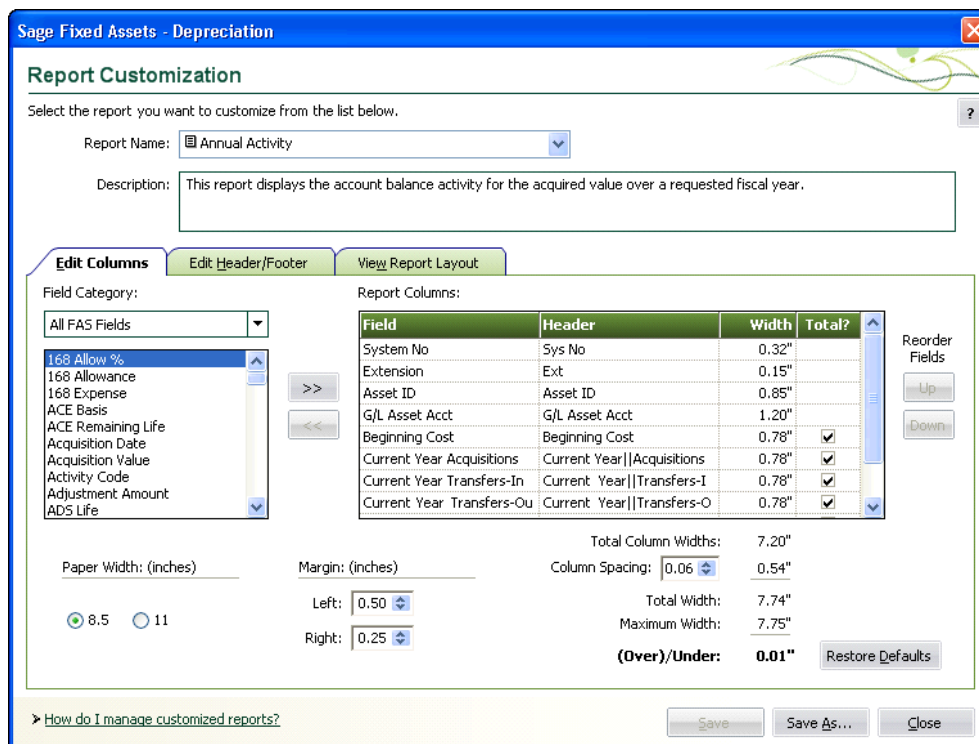 Sage Fixed Assets - Depreciation
Report Customization
Select the report you want to customize from the list below.
?
Report Name: Annual Activity
Description: This report displays the account balance activity for the acquired value over a requested fiscal year.
Edit Columns Edit Header/Footer View Report Layout
Field Category: Report Columns:
All FAS Fields
168 Allow %
168 Allowance
168 Expense
ACE Basis
ACE Remaining Life
Acquisition Date
Acquisition Value
Activity Code
Adjustment Amount
ADS Life
>>
<<
Field Header Width Total?
System No Sys No 0.32"
Extension Ext 0.15"
Asset ID Asset ID 0.85"
G/L Asset Acct G/L Asset Acct 1.20"
Beginning Cost Beginning Cost 0.78"
Current Year Acquisitions Current Year||Acquisitions 0.78"
Current Year Transfers-In Current Year||Transfers-I 0.78"
Current Year Transfers-Ou Current Year||Transfers-O 0.78"
Reorder
Fields
Up
Down
Total Column Widths: 7.20"
Paper Width: (inches) Margin: (inches) Column Spacing: 0.06 0.54"
8.5 11 Left: 0.50 Total Width: 7.74"
Right: 0.25 Maximum Width: 7.75"
(Over)/Under: 0.01" Restore Defaults
How do I manage customized reports?
Save Save As... Close